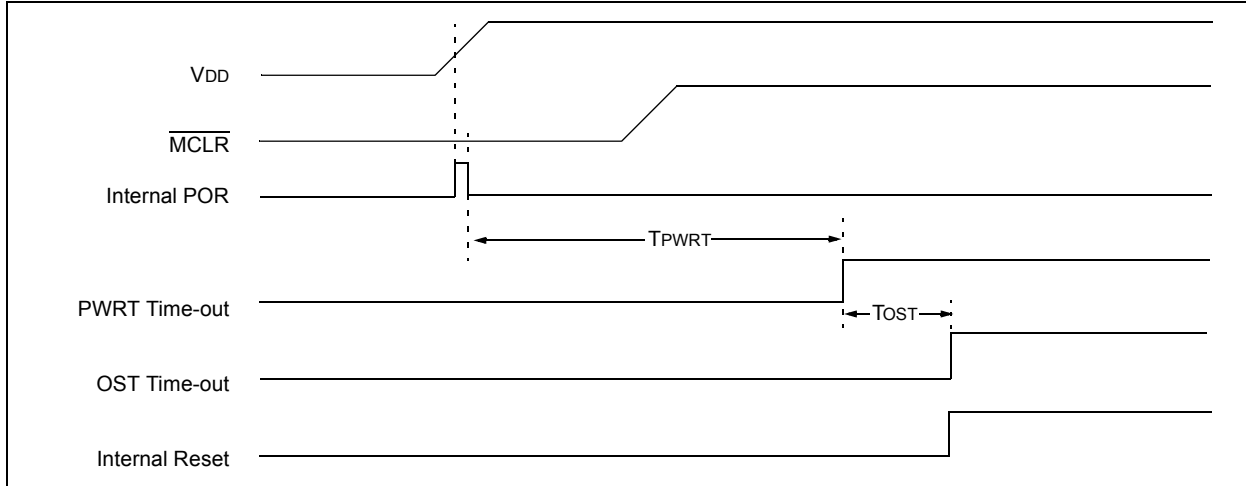 VDD
MCLR
Internal POR
TPWRT
PWRT Time-out
TOST
OST Time-out
Internal Reset